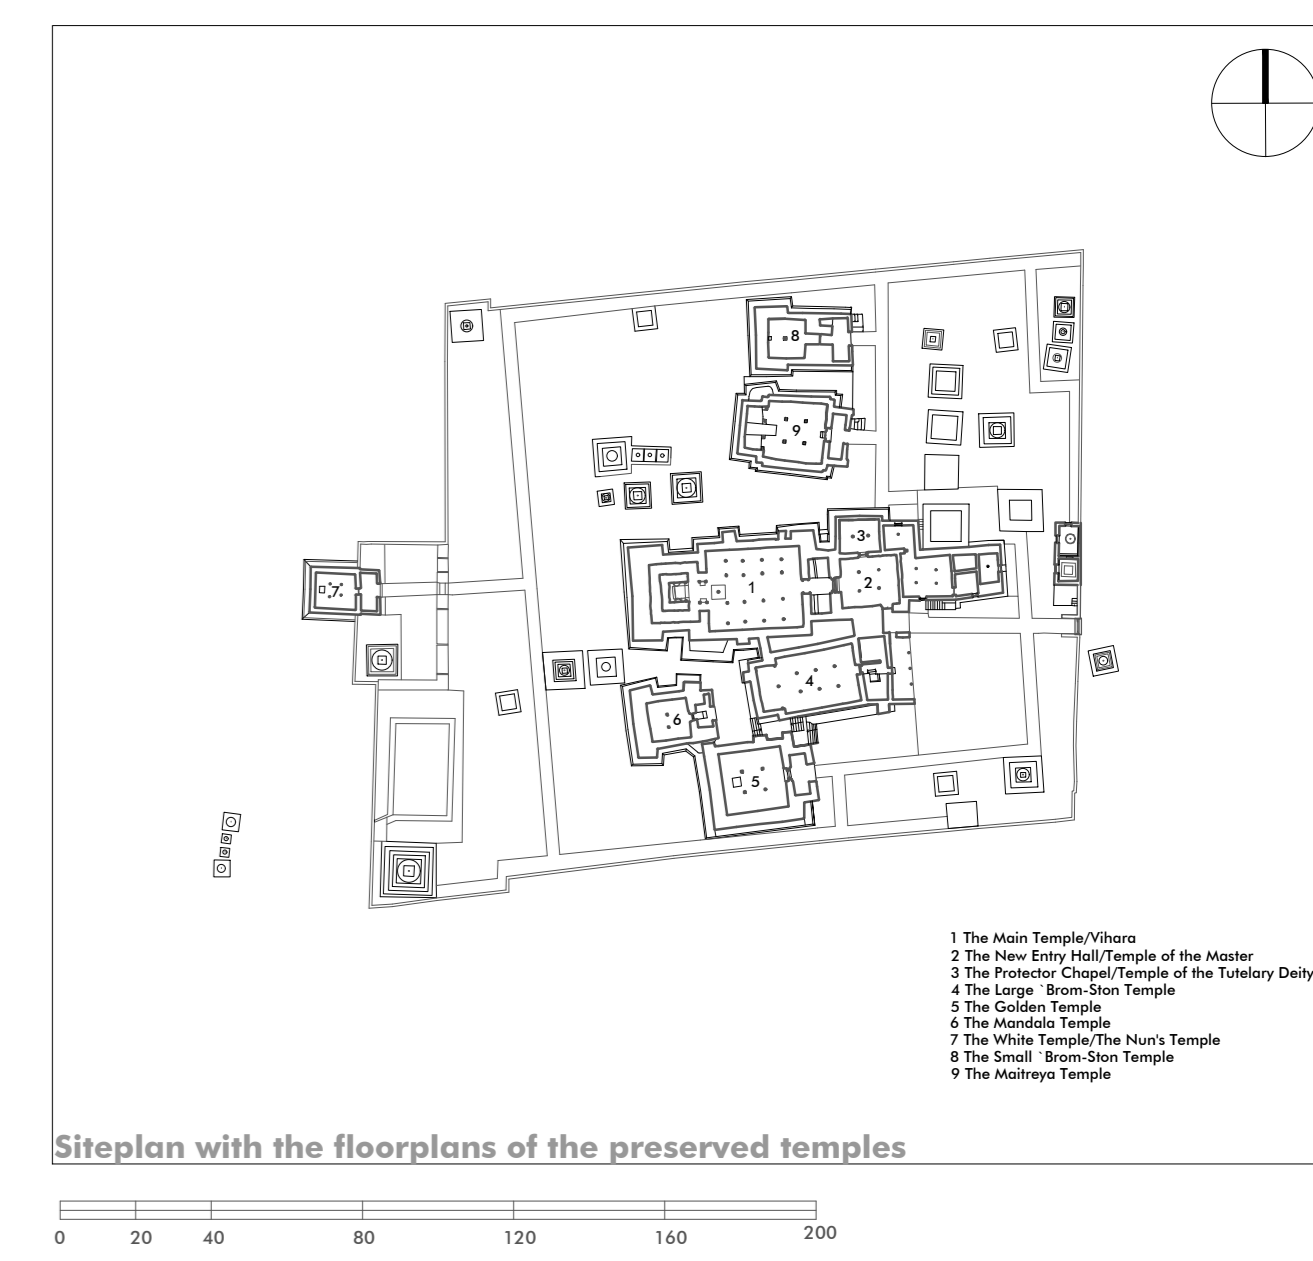 8
9
3
2
1
7
4
6
5
1 The Main Temple/Vihara
2 The New Entry Hall/Temple of the Master
3 The Protector Chapel/Temple of the Tutelary Deity
4 The Large `Brom-Ston Temple
5 The Golden Temple
6 The Mandala Temple
7 The White Temple/The Nun's Temple
8 The Small `Brom-Ston Temple
9 The Maitreya Temple
Siteplan with the floorplans of the preserved temples
0 20 40 80 120 160 200